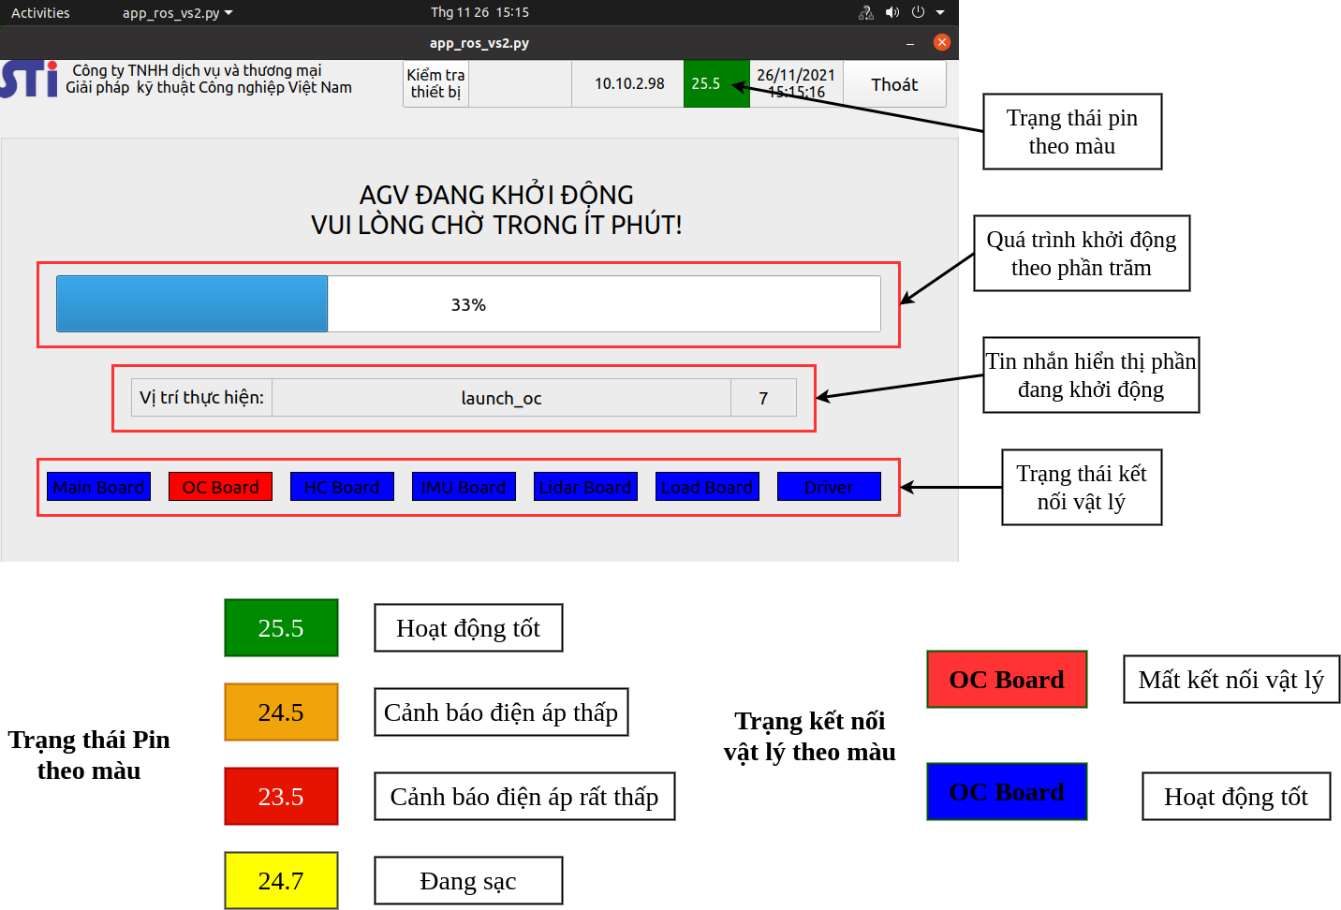 Activities
app_ros_vs2.py
Thg 11 26 15:15
app_ros_vs2.py
STi
Công ty TNHH dịch vụ và thương mại
Giải pháp kỹ thuật Công nghiệp Việt Nam
Kiểm tra
thiết bị
10.10.2.98
25.5
26/11/2021
15:15:16
Thoát
Trạng thái pin
theo màu
AGV ĐANG KHỞI ĐỘNG
VUI LÒNG CHỜ TRONG ÍT PHÚT!
Quá trình khởi động
theo phần trăm
33%
Tin nhắn hiển thị phần
đang khởi động
Vị trí thực hiện:
launch_oc
7
Trạng thái kết
nối vật lý
Main Board
OC Board
HC Board
IMU Board
Lidar Board
Load Board
Driver
Trạng thái Pin
theo màu
25.5
Hoạt động tốt
24.5
Cảnh báo điện áp thấp
23.5
Cảnh báo điện áp rất thấp
24.7
Đang sạc
Trạng kết nối
vật lý theo màu
OC Board
Mất kết nối vật lý
OC Board
Hoạt động tốt